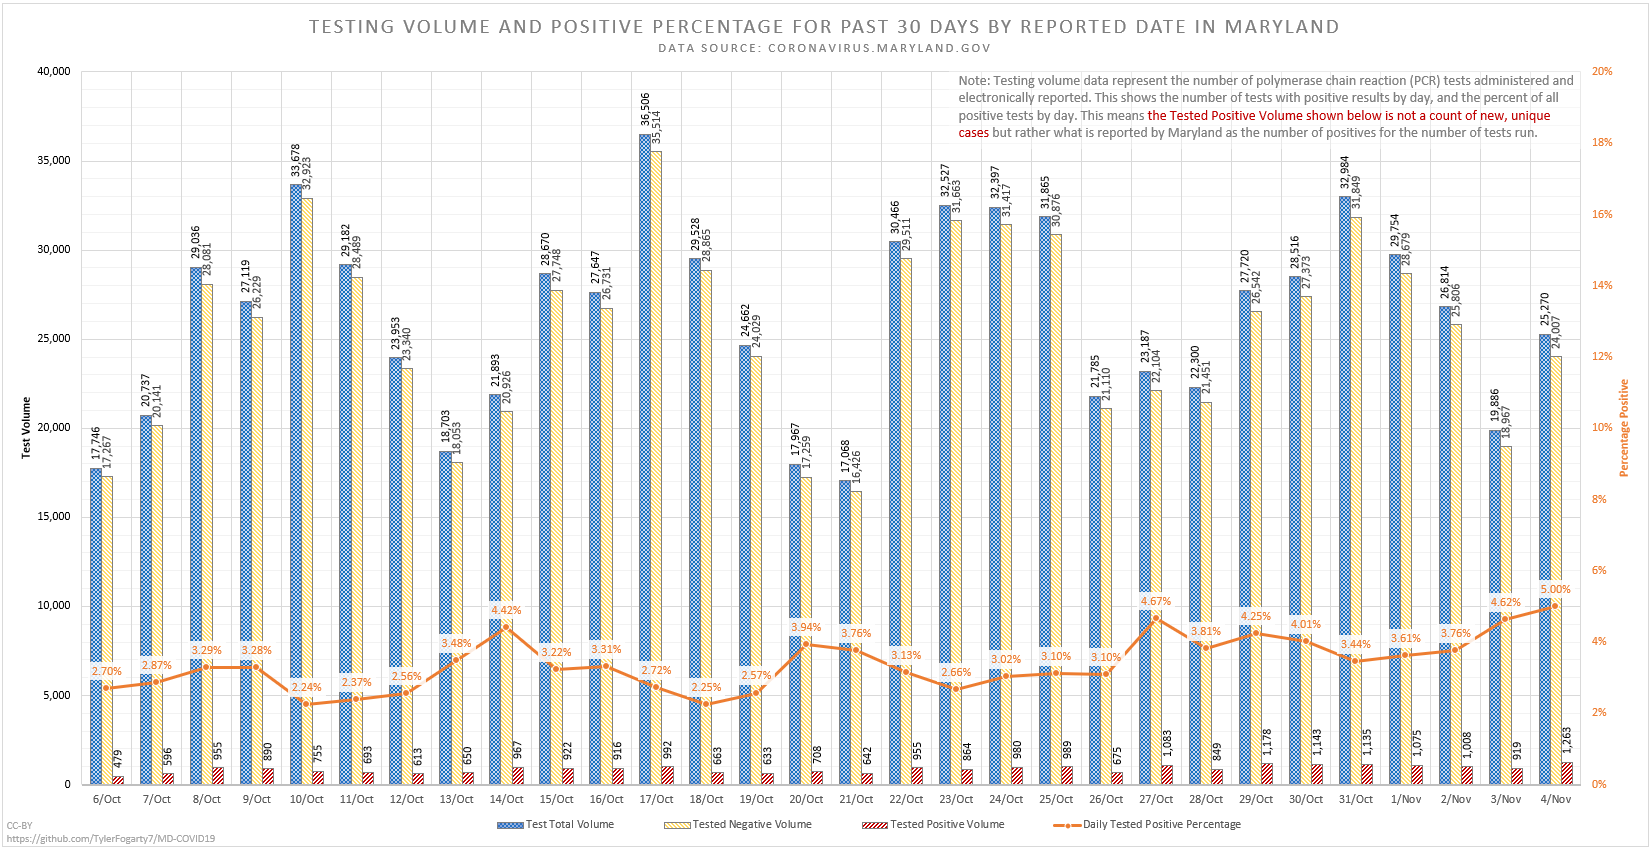 TESTING VOLUME AND POSITIVE PERCENTAGE FOR PAST 30 DAYS BY REPORTED DATE IN MARYLAND
DATA SOURCE: CORONAVIRUS.MARYLAND.GOV
Note: Testing volume data represent the number of polymerase chain reaction (PCR) tests administered and
electronically reported. This shows the number of tests with positive results by day, and the percent of all
positive tests by day. This means the Tested Positive Volume shown below is not a count of new, unique
cases but rather what is reported by Maryland as the number of positives for the number of tests run.
Test Volume
40,000
35,000
30,000
25,000
20,000
15,000
10,000
5,000
0
Percentage Positive
20%
18%
16%
14%
12%
10%
8%
6%
4%
2%
0%
17,746 17,267 2.70% 479
20,737 20,141 2.87% 596
29,036 28,081 3.29% 955
27,119 26,229 3.28% 890
33,678 32,923 2.24% 755
29,182 28,489 2.37% 693
23,953 23,340 2.56% 613
18,703 18,053 3.48% 650
21,893 20,926 4.42% 967
28,670 27,748 3.22% 922
27,647 26,731 3.31% 916
36,506 35,514 2.72% 992
29,528 28,865 2.25% 663
24,662 24,029 2.57% 633
17,967 17,259 3.94% 708
17,068 16,426 3.76% 642
30,466 29,511 3.13% 955
32,527 31,663 2.66% 864
32,397 31,417 3.02% 980
31,865 30,876 3.10% 989
21,785 21,110 3.10% 675
23,187 22,104 4.67% 1,083
22,300 21,451 3.81% 849
27,720 26,542 4.25% 1,178
28,516 27,373 4.01% 1,143
32,984 31,849 3.44% 1,135
29,754 28,679 3.61% 1,075
26,814 25,806 3.76% 1,008
19,886 18,967 4.62% 919
25,270 24,007 5.00% 1,263
6/Oct 7/Oct 8/Oct 9/Oct 10/Oct 11/Oct 12/Oct 13/Oct 14/Oct 15/Oct 16/Oct 17/Oct 18/Oct 19/Oct 20/Oct 21/Oct 22/Oct 23/Oct 24/Oct 25/Oct 26/Oct 27/Oct 28/Oct 29/Oct 30/Oct 31/Oct 1/Nov 2/Nov 3/Nov 4/Nov
Test Total Volume Tested Negative Volume Tested Positive Volume Daily Tested Positive Percentage
CC-BY
https://github.com/TylerFogarty7/MD-COVID19